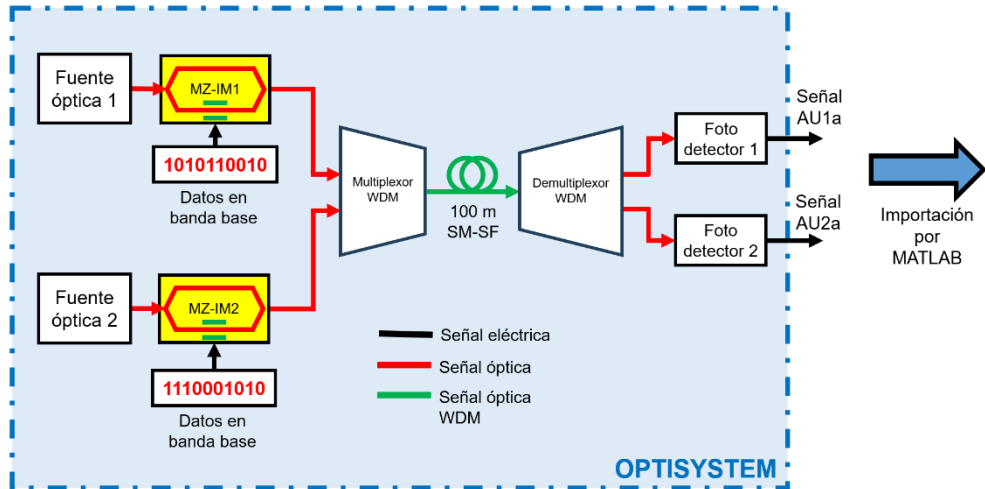 Fuente
óptica 1
MZ-IM1
1010110010
Datos en
banda base
Fuente
óptica 2
MZ-IM2
1110001010
Datos en
banda base
Multiplexor
WDM
100 m
SM-SF
Demultiplexor
WDM
Foto
detector 1
Foto
detector 2
Señal
AU1a
Señal
AU2a
Importación
por
MATLAB
Señal eléctrica
Señal óptica
Señal óptica
WDM
OPTISYSTEM